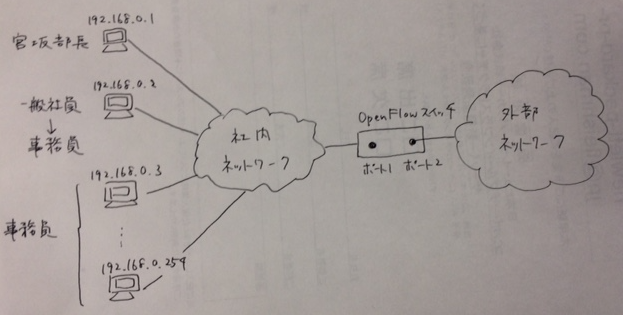 192.168.0.1
宮坂部長
192.168.0.2
一般社員
↓
事務員
192.168.0.3
事務員
192.168.0.254
社内
ネットワーク
OpenFlowスイッチ
ポート1 ポート2
外部
ネットワーク